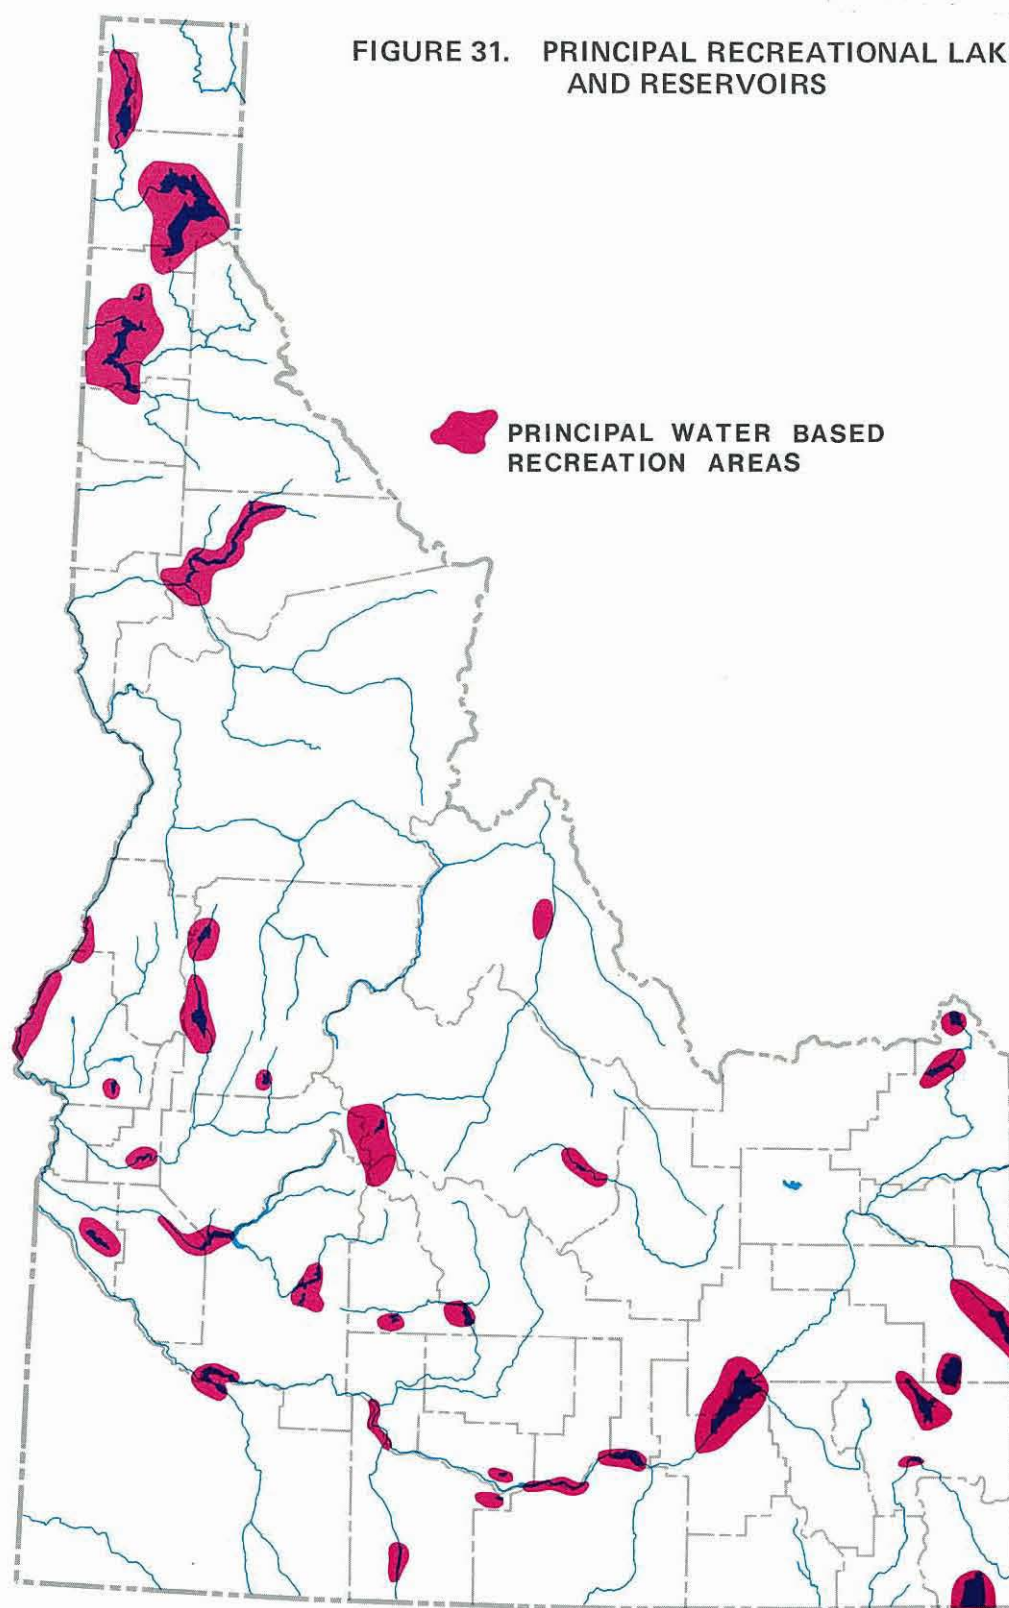 FIGURE 31. PRINCIPAL RECREATIONAL LAK
AND RESERVOIRS
PRINCIPAL WATER BASED
RECREATION AREAS